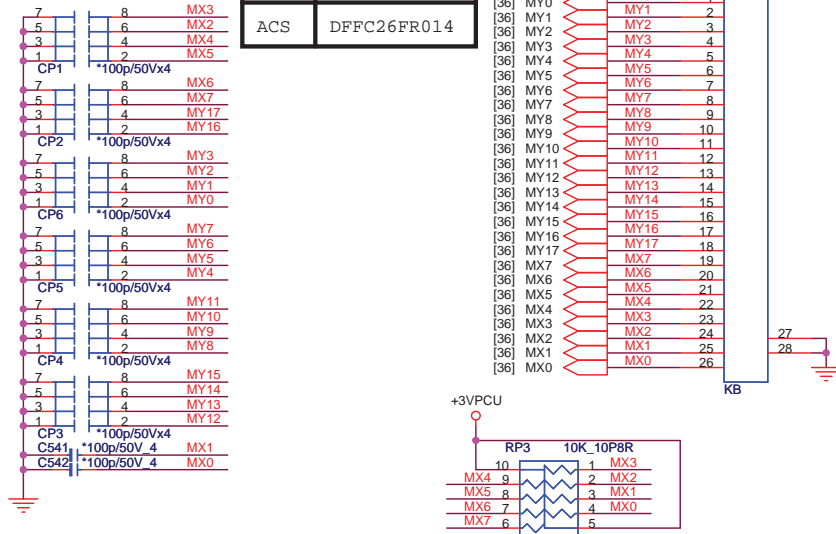 ACS DFFC26FR014
7 8 MX3
5 6 MX2
3 4 MX4
1 2 MX5
CP1 *100p/50Vx4
7 8 MX6
5 6 MX7
3 4 MY17
1 2 MY16
CP2 *100p/50Vx4
7 8 MY3
5 6 MY2
3 4 MY1
1 2 MY0
CP6 *100p/50Vx4
7 8 MY7
5 6 MY6
3 4 MY5
1 2 MY4
CP5 *100p/50Vx4
7 8 MY11
5 6 MY10
3 4 MY9
1 2 MY8
CP4 *100p/50Vx4
7 8 MY15
5 6 MY14
3 4 MY13
1 2 MY12
CP3 *100p/50Vx4
C541 *100p/50V_4 MX1
C542 *100p/50V_4 MX0
[36] MY0
[36] MY1 MY1 2
[36] MY2 MY2 3
[36] MY3 MY3 4
[36] MY4 MY4 5
[36] MY5 MY5 6
[36] MY6 MY6 7
[36] MY7 MY7 8
[36] MY8 MY8 9
[36] MY9 MY9 10
[36] MY10 MY10 11
[36] MY11 MY11 12
[36] MY12 MY12 13
[36] MY13 MY13 14
[36] MY14 MY14 15
[36] MY15 MY15 16
[36] MY16 MY16 17
[36] MY17 MY17 18
[36] MX7 MX7 19
[36] MX6 MX6 20
[36] MX5 MX5 21
[36] MX4 MX4 22
[36] MX3 MX3 23
[36] MX2 MX2 24 27
[36] MX1 MX1 25 28
[36] MX0 MX0 26
KB
+3VPCU
RP3 10K_10P8R
10 1 MX3
MX4 9 2 MX2
MX5 8 3 MX1
MX6 7 4 MX0
MX7 6 5